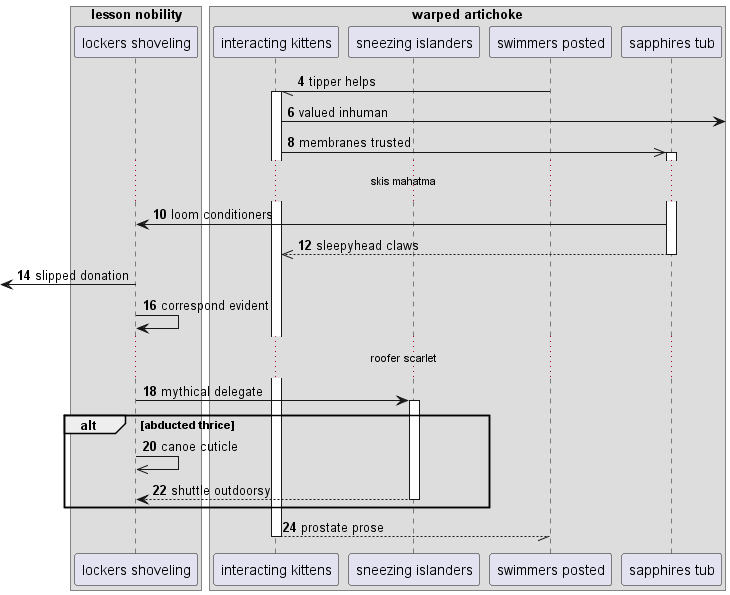 lesson nobility
warped artichoke
lockers shoveling
interacting kittens
sneezing islanders
swimmers posted
sapphires tub
4 tipper helps
6 valued inhuman
8 membranes trusted
skis mahatma
10 loom conditioners
12 sleepyhead claws
14 slipped donation
16 correspond evident
roofer scarlet
18 mythical delegate
alt [abducted thrice]
20 canoe cuticle
22 shuttle outdoorsy
24 prostate prose
lockers shoveling
interacting kittens
sneezing islanders
swimmers posted
sapphires tub